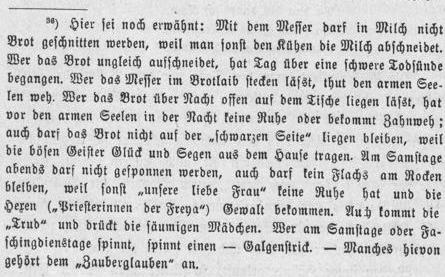 ³⁶) Hier sei noch erwähnt: Mit dem Messer darf in Milch nicht
Brot geschnitten werden, weil man sonst den Kühen die Milch abschneidet.
Wer das Brot ungleich aufschneidet, hat Tag über eine schwere Todsünde
begangen. Wer das Messer im Brotlaib stecken läßt, thut den armen See-
len weh. Wer das Brot über Nacht offen auf dem Tische liegen läßt, hat
vor den armen Seelen in der Nacht keine Ruhe oder bekommt Zahnweh;
auch darf das Brot nicht auf der „schwarzen Seite“ liegen bleiben, weil
die bösen Geister Glück und Segen aus dem Hause tragen. Am Samstage
abends darf nicht gesponnen werden, auch darf kein Flachs am Rocken
bleiben, weil sonst „unsere liebe Frau“ keine Ruhe hat und die
Hexen („Priesterinnen der Freya“) Gewalt bekommen. Auch kommt die
„Trud“ und drückt die säumigen Mädchen. Wer am Samstage oder Fa-
schingdienstage spinnt, spinnt einen — Galgenstrick. — Manches hievon
gehört dem „Zauberglauben“ an.